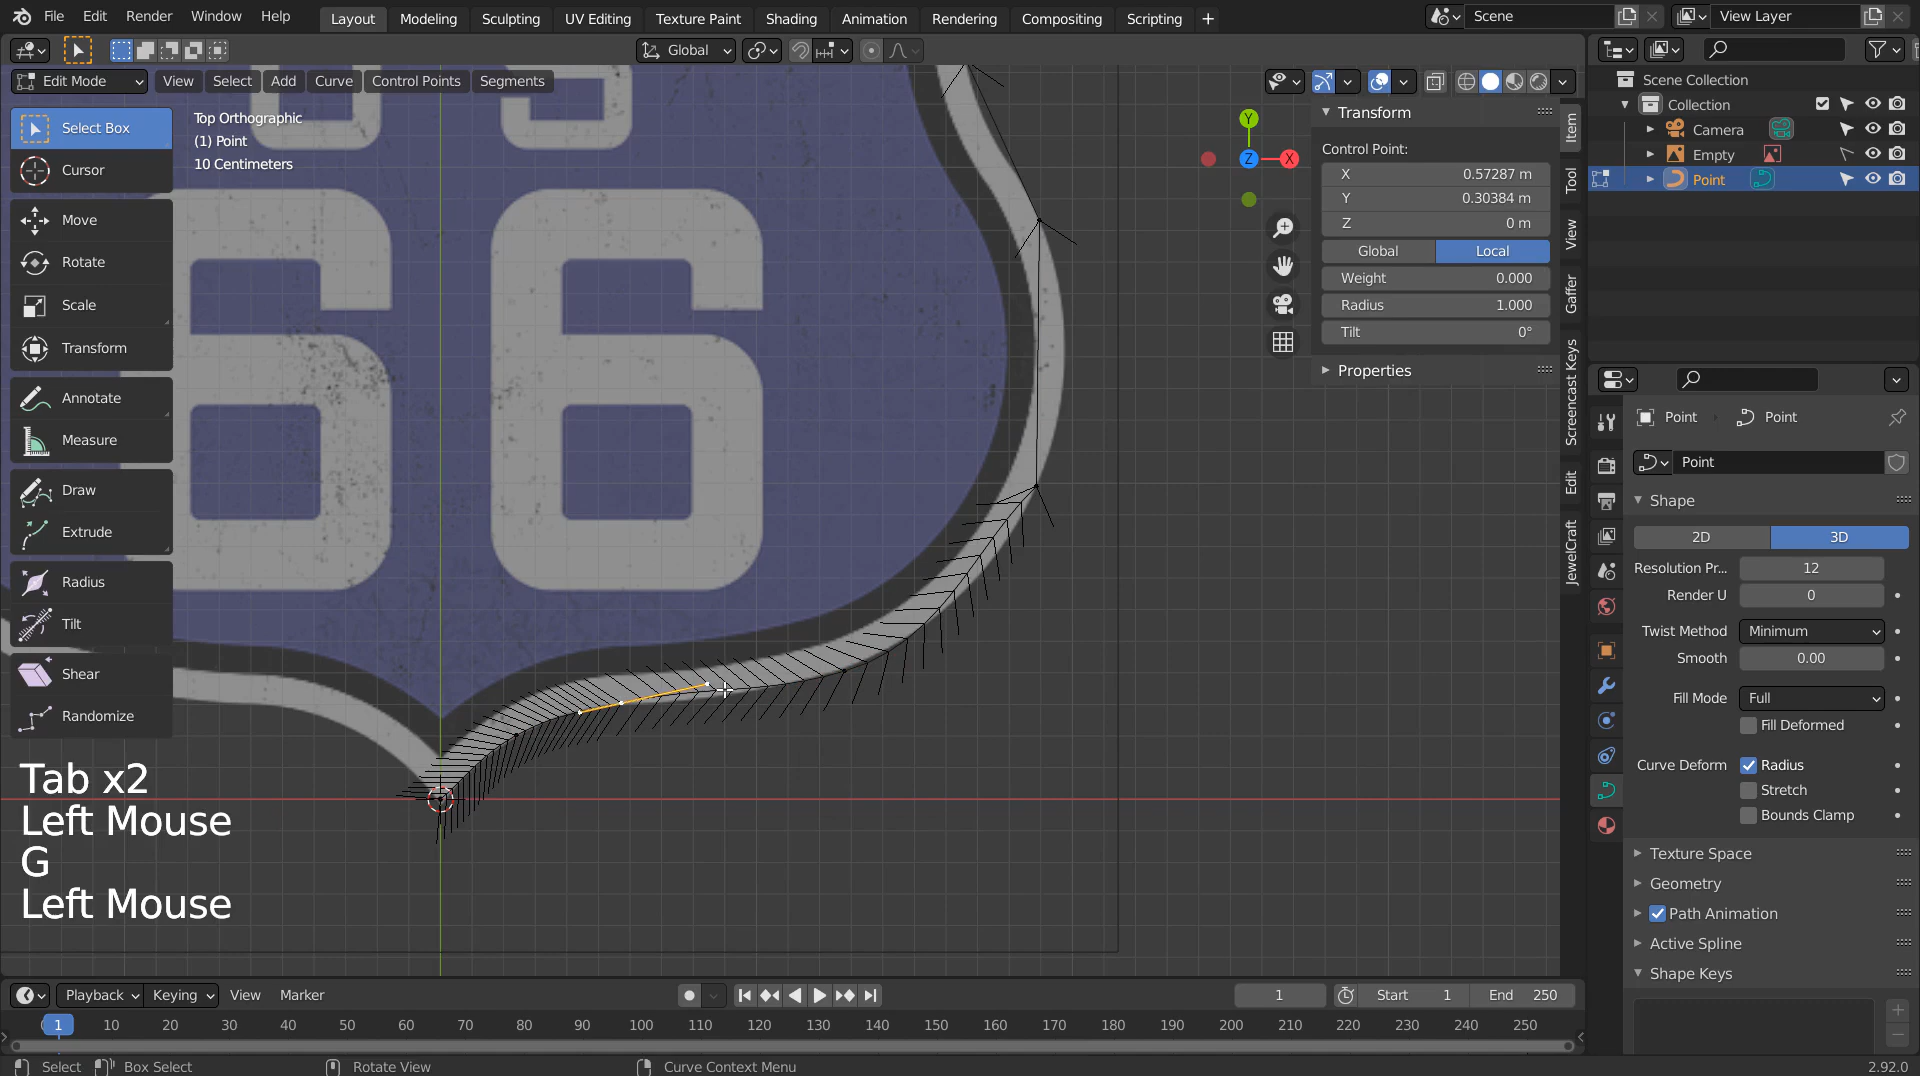 File Edit Render Window Help Layout Modeling Sculpting UV Editing Texture Paint Shading Animation Rendering Compositing Scripting + Scene View Layer
Global
Edit Mode View Select Add Curve Control Points Segments
Select Box
Cursor
Move
Rotate
Scale
Transform
Annotate
Measure
Draw
Extrude
Radius
Tilt
Shear
Randomize
Top Orthographic
(1) Point
10 Centimeters
66
Y
Z
X
Tab x2
Left Mouse
G
Left Mouse
Transform
Control Point:
X 0.57287 m
Y 0.30384 m
Z 0 m
Global Local
Weight 0.000
Radius 1.000
Tilt 0°
Properties
Item
Tool
View
Gaffer
Screencast Keys
Edit
JewelCraft
Scene Collection
Collection
Camera
Empty
Point
Point Point
Point
Shape
2D 3D
Resolution Pr... 12
Render U 0
Twist Method Minimum
Smooth 0.00
Fill Mode Full
Fill Deformed
Curve Deform Radius
Stretch
Bounds Clamp
Texture Space
Geometry
Path Animation
Active Spline
Shape Keys
Playback Keying View Marker 1 Start 1 End 250
1 10 20 30 40 50 60 70 80 90 100 110 120 130 140 150 160 170 180 190 200 210 220 230 240 250
Select Box Select Rotate View Curve Context Menu 2.92.0